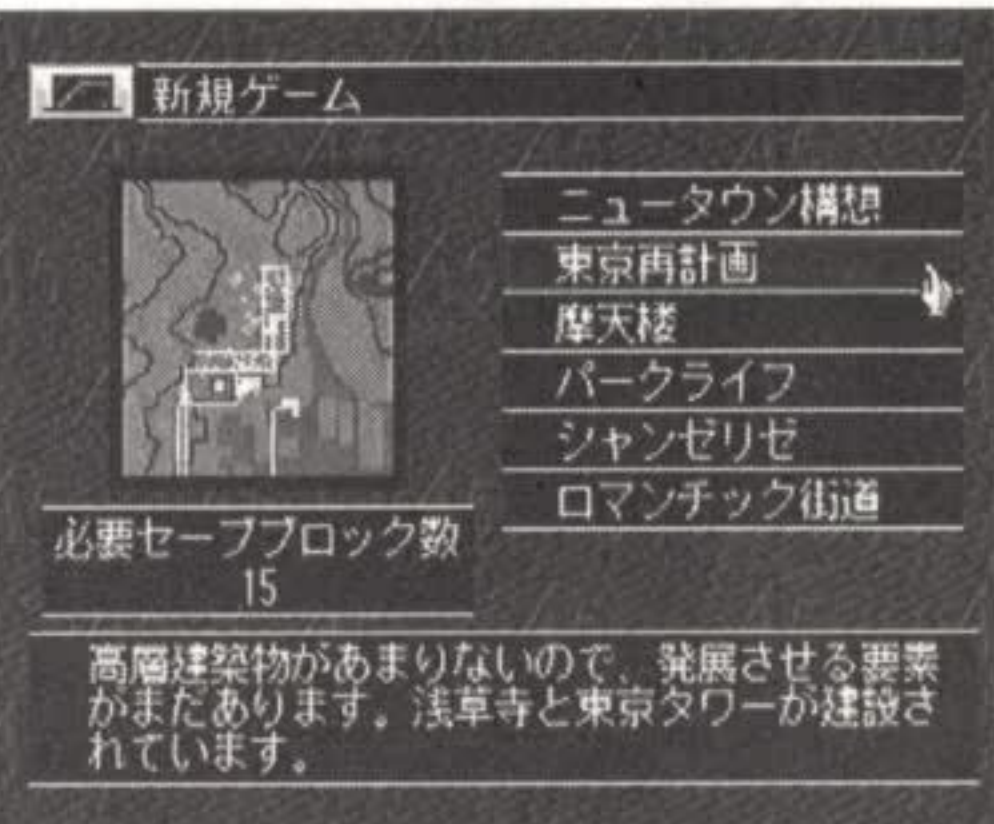 新規ゲーム
ニュータウン構想
東京再計画
摩天楼
パークライフ
シャンゼリゼ
ロマンチック街道
必要セーブブロック数
15
高層建築物があまりないので、発展させる要素
がまだあります。浅草寺と東京タワーが建設さ
れています。